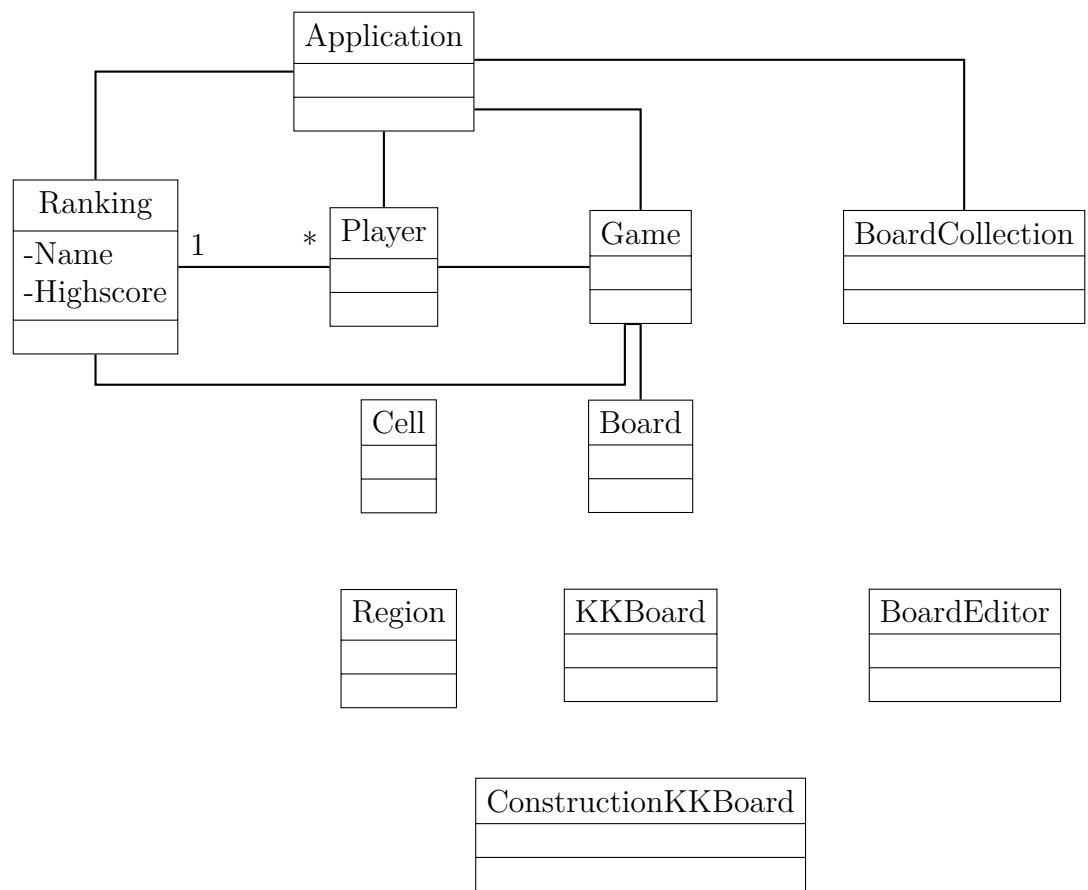 Application
Ranking
-Name
-Highscore
1
*
Player
Game
BoardCollection
Cell
Board
Region
KKBoard
BoardEditor
ConstructionKKBoard